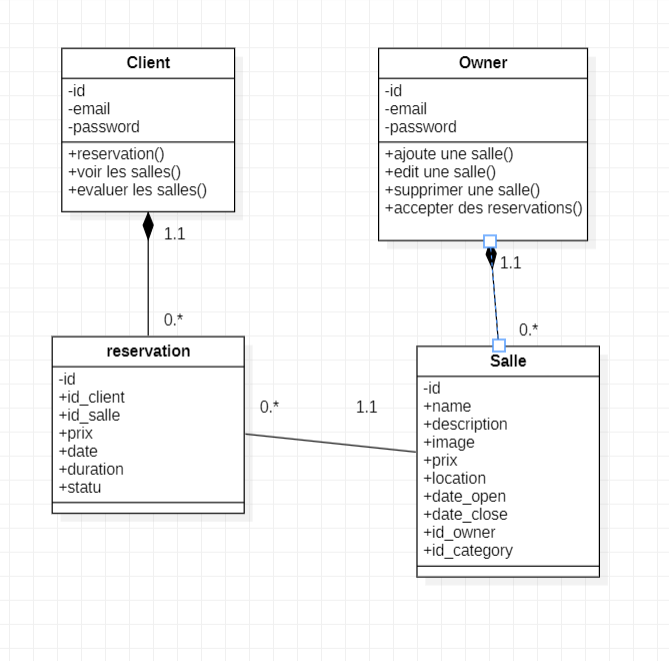 Client
-id
-email
-password
+reservation()
+voir les salles()
+evaluer les salles()
1.1
0.*
Owner
-id
-email
-password
+ajoute une salle()
+edit une salle()
+supprimer une salle()
+accepter des reservations()
1.1
0.*
reservation
-id
+id_client
+id_salle
+prix
+date
+duration
+statu
0.*
1.1
Salle
-id
+name
+description
+image
+prix
+location
+date_open
+date_close
+id_owner
+id_category